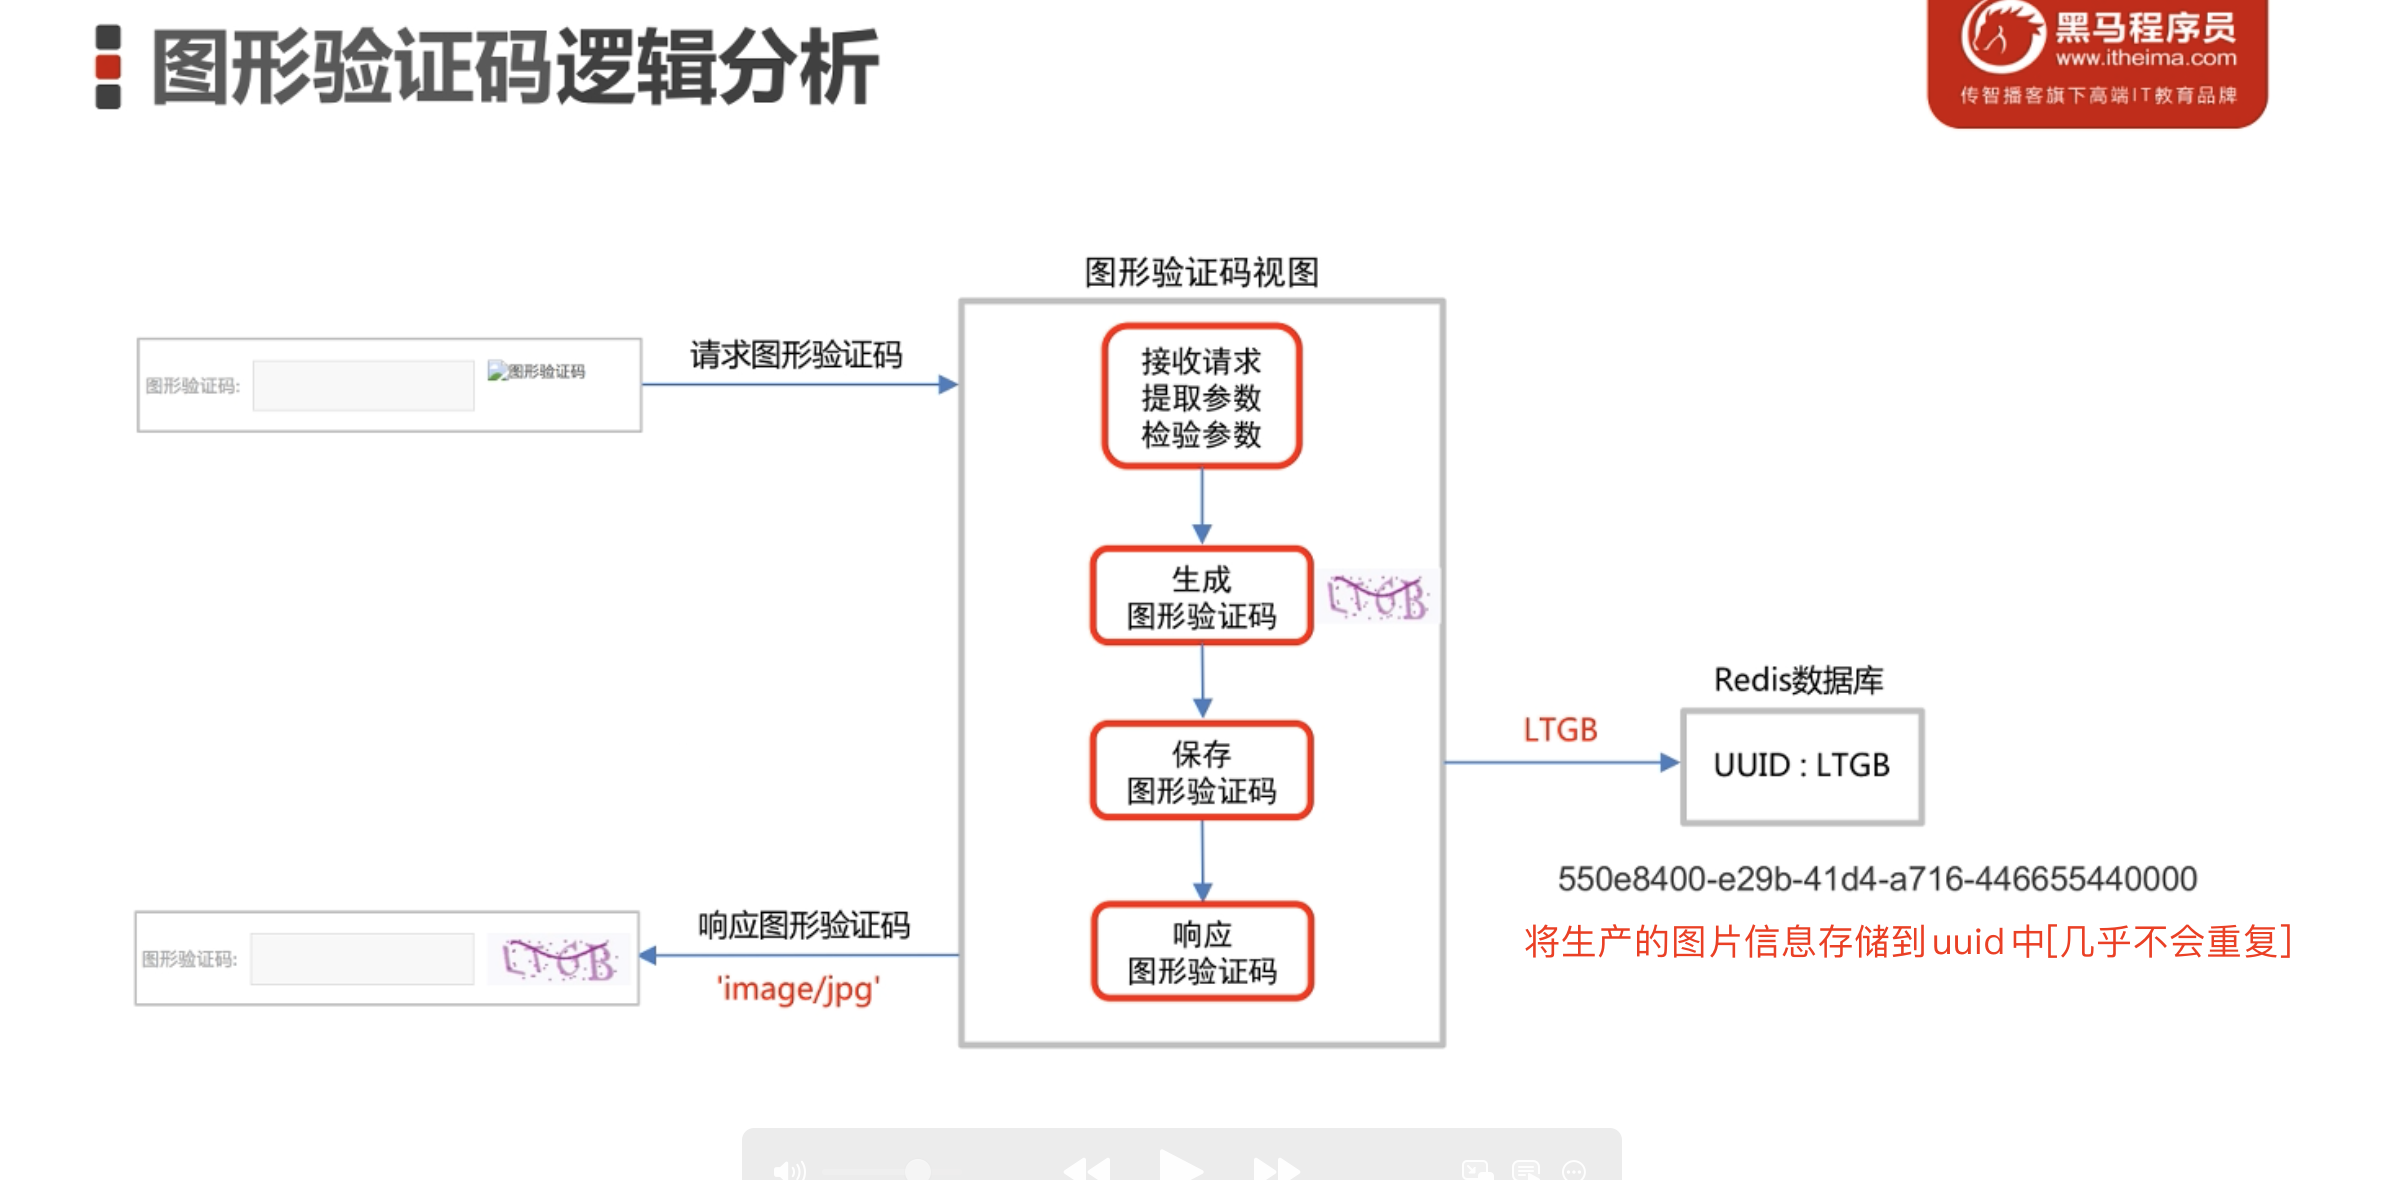 图形验证码逻辑分析
黑马程序员
www.itheima.com
传智播客旗下高端IT教育品牌
图形验证码视图
图形验证码:
图形验证码
请求图形验证码
接收请求
提取参数
检验参数
生成
图形验证码
LTGB
保存
图形验证码
LTGB
Redis数据库
UUID : LTGB
550e8400-e29b-41d4-a716-446655440000
将生产的图片信息存储到uuid中[几乎不会重复]
响应
图形验证码
响应图形验证码
'image/jpg'
图形验证码:
LTGB